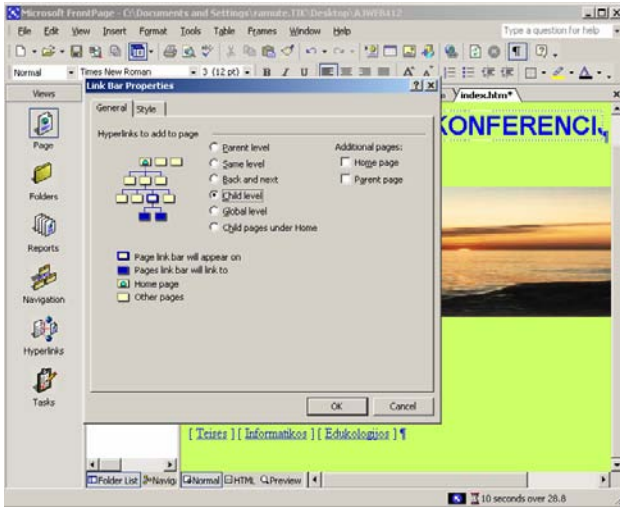 Microsoft FrontPage - C:\Documents and Settings\ramute.TIK\Desktop\AJWF0412
File Edit View Insert Format Tools Table Frames Window Help
Type a question for help
Normal Times New Roman 3 (12 pt) B I U
Views
Page
Folders
Reports
Navigation
Hyperlinks
Tasks
Link Bar Properties
General Style
Hyperlinks to add to page
Parent level
Same level
Back and next
Child level
Global level
Child pages under Home
Additional pages:
Home page
Parent page
Page link bar will appear on
Pages link bar will link to
Home page
Other pages
OK Cancel
index.htm*
KONFERENCIJ
[ Teisės ] [ Informatikos ] [ Edukologijos ] ¶
Folder List Naviga Normal HTML Preview
10 seconds over 28.8